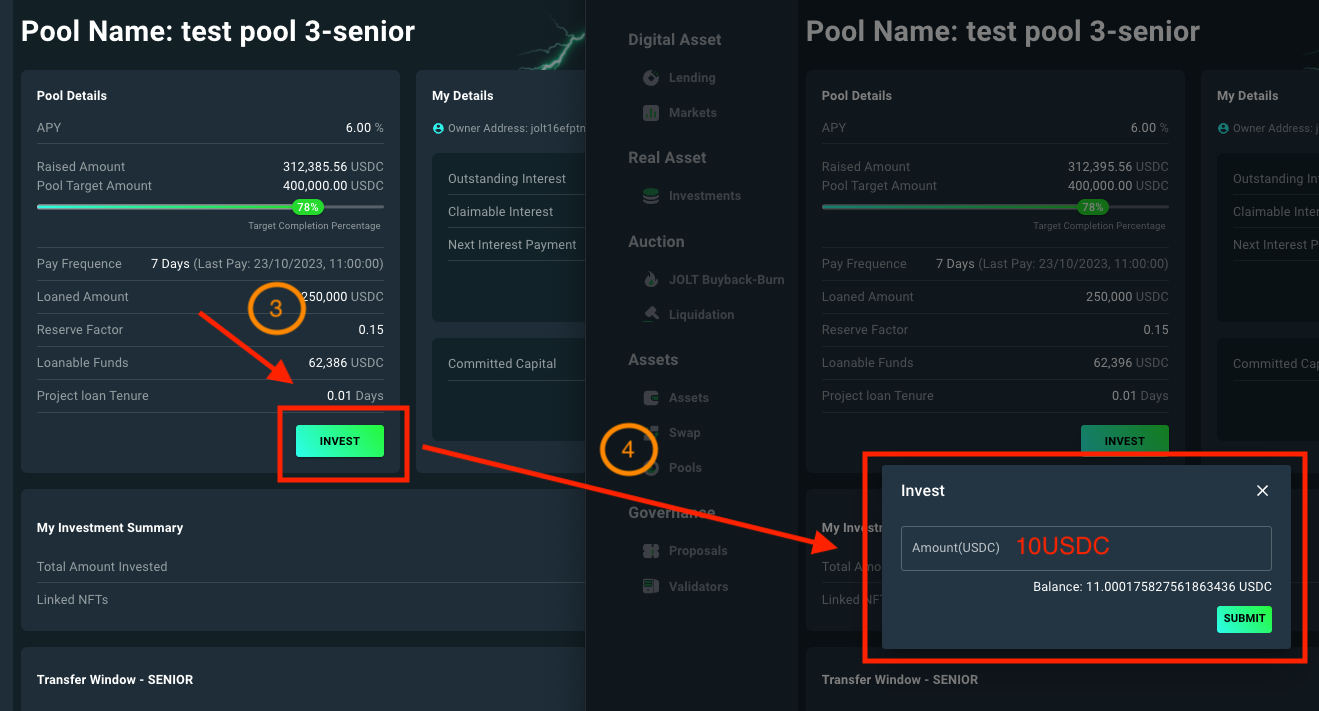 Pool Name: test pool 3-senior
Pool Details
APY 6.00 %
Raised Amount 312,385.56 USDC
Pool Target Amount 400,000.00 USDC
78%
Target Completion Percentage
Pay Frequence 7 Days (Last Pay: 23/10/2023, 11:00:00)
Loaned Amount 250,000 USDC
3
Reserve Factor 0.15
Loanable Funds 62,386 USDC
Project loan Tenure 0.01 Days
INVEST
My Details
Owner Address: jolt16efptn
Outstanding Interest
Claimable Interest
Next Interest Payment
Committed Capital
My Investment Summary
Total Amount Invested
Linked NFTs
Transfer Window - SENIOR
Digital Asset
Lending
Markets
Real Asset
Investments
Auction
JOLT Buyback-Burn
Liquidation
Assets
Assets
Swap
4
Pools
Governance
Proposals
Validators
Pool Name: test pool 3-senior
Pool Details
APY 6.00 %
Raised Amount 312,395.56 USDC
Pool Target Amount 400,000.00 USDC
78%
Target Completion Percentage
Pay Frequence 7 Days (Last Pay: 23/10/2023, 11:00:00)
Loaned Amount 250,000 USDC
Reserve Factor 0.15
Loanable Funds 62,396 USDC
Project loan Tenure 0.01 Days
INVEST
My Details
Owner Address: j
Outstanding In
Claimable Inter
Next Interest P
Committed Cap
My Invest
Total Amo
Linked NFT
Invest
Amount(USDC) 10USDC
Balance: 11.000175827561863436 USDC
SUBMIT
Transfer Window - SENIOR